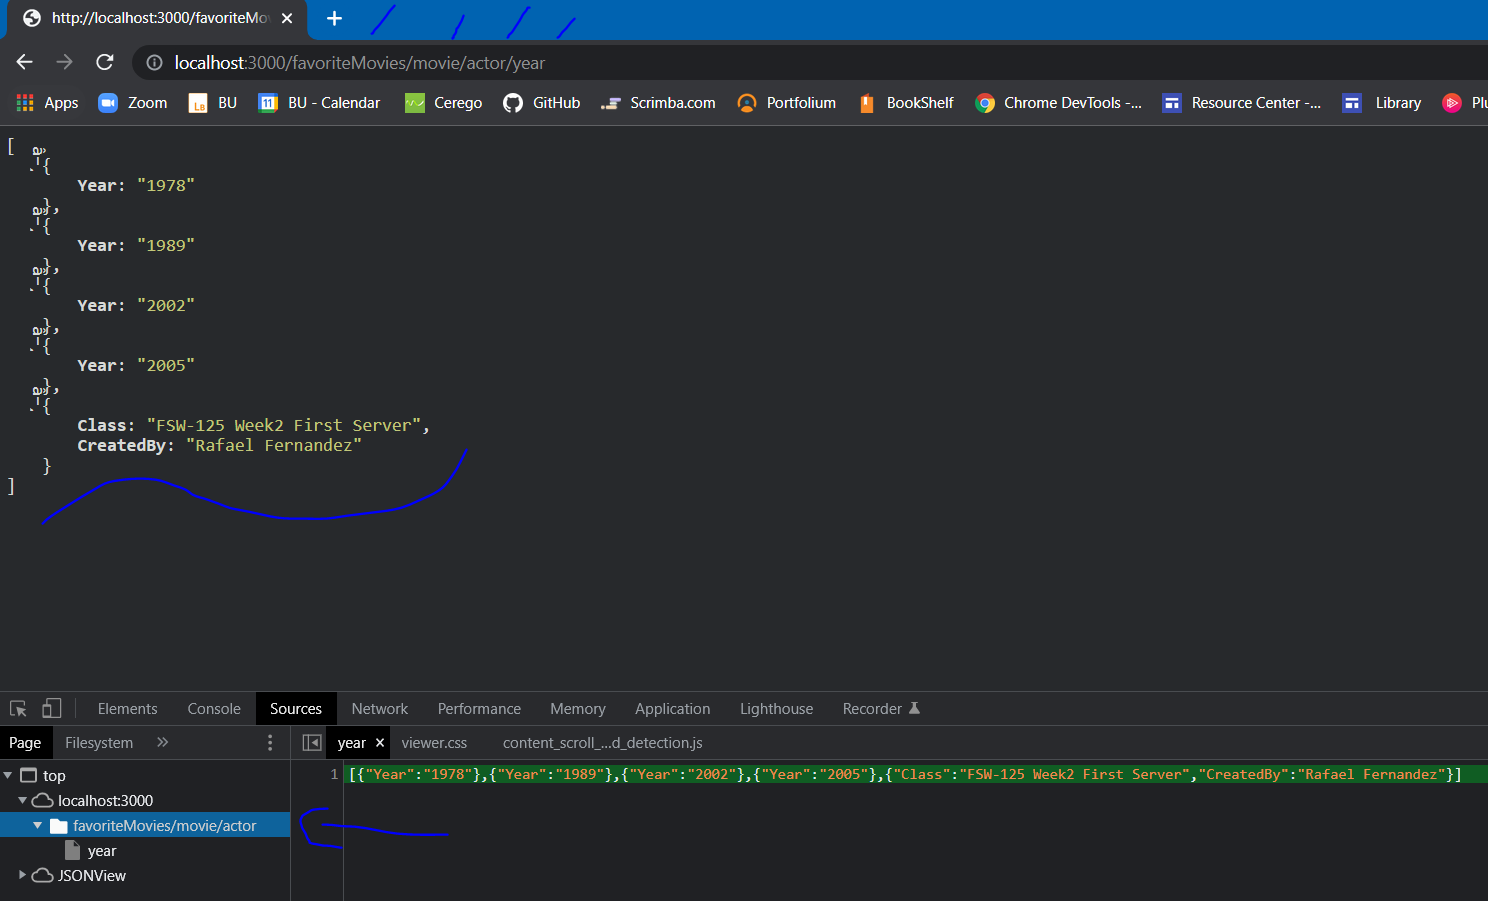 http://localhost:3000/favoriteMo
localhost:3000/favoriteMovies/movie/actor/year
Apps Zoom BU BU - Calendar Cerego GitHub Scrimba.com Portfolium BookShelf Chrome DevTools -... Resource Center -... Library Plu
[
{
Year: "1978"
},
{
Year: "1989"
},
{
Year: "2002"
},
{
Year: "2005"
},
{
Class: "FSW-125 Week2 First Server",
CreatedBy: "Rafael Fernandez"
}
]
Elements Console Sources Network Performance Memory Application Lighthouse Recorder
Page Filesystem » year × viewer.css content_scroll_...d_detection.js
top
localhost:3000
favoriteMovies/movie/actor
year
JSONView
1 [{"Year":"1978"},{"Year":"1989"},{"Year":"2002"},{"Year":"2005"},{"Class":"FSW-125 Week2 First Server","CreatedBy":"Rafael Fernandez"}]